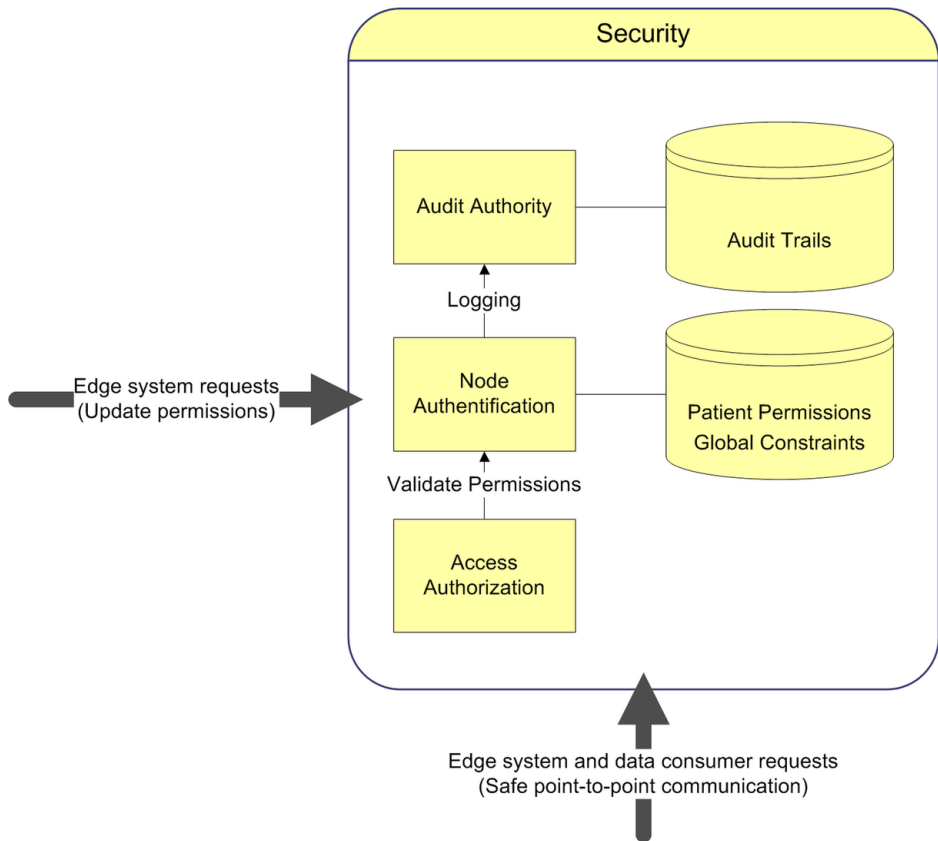 Security
Audit Authority
Audit Trails
Logging
Edge system requests
(Update permissions)
Node
Authentification
Patient Permissions
Global Constraints
Validate Permissions
Access
Authorization
Edge system and data consumer requests
(Safe point-to-point communication)